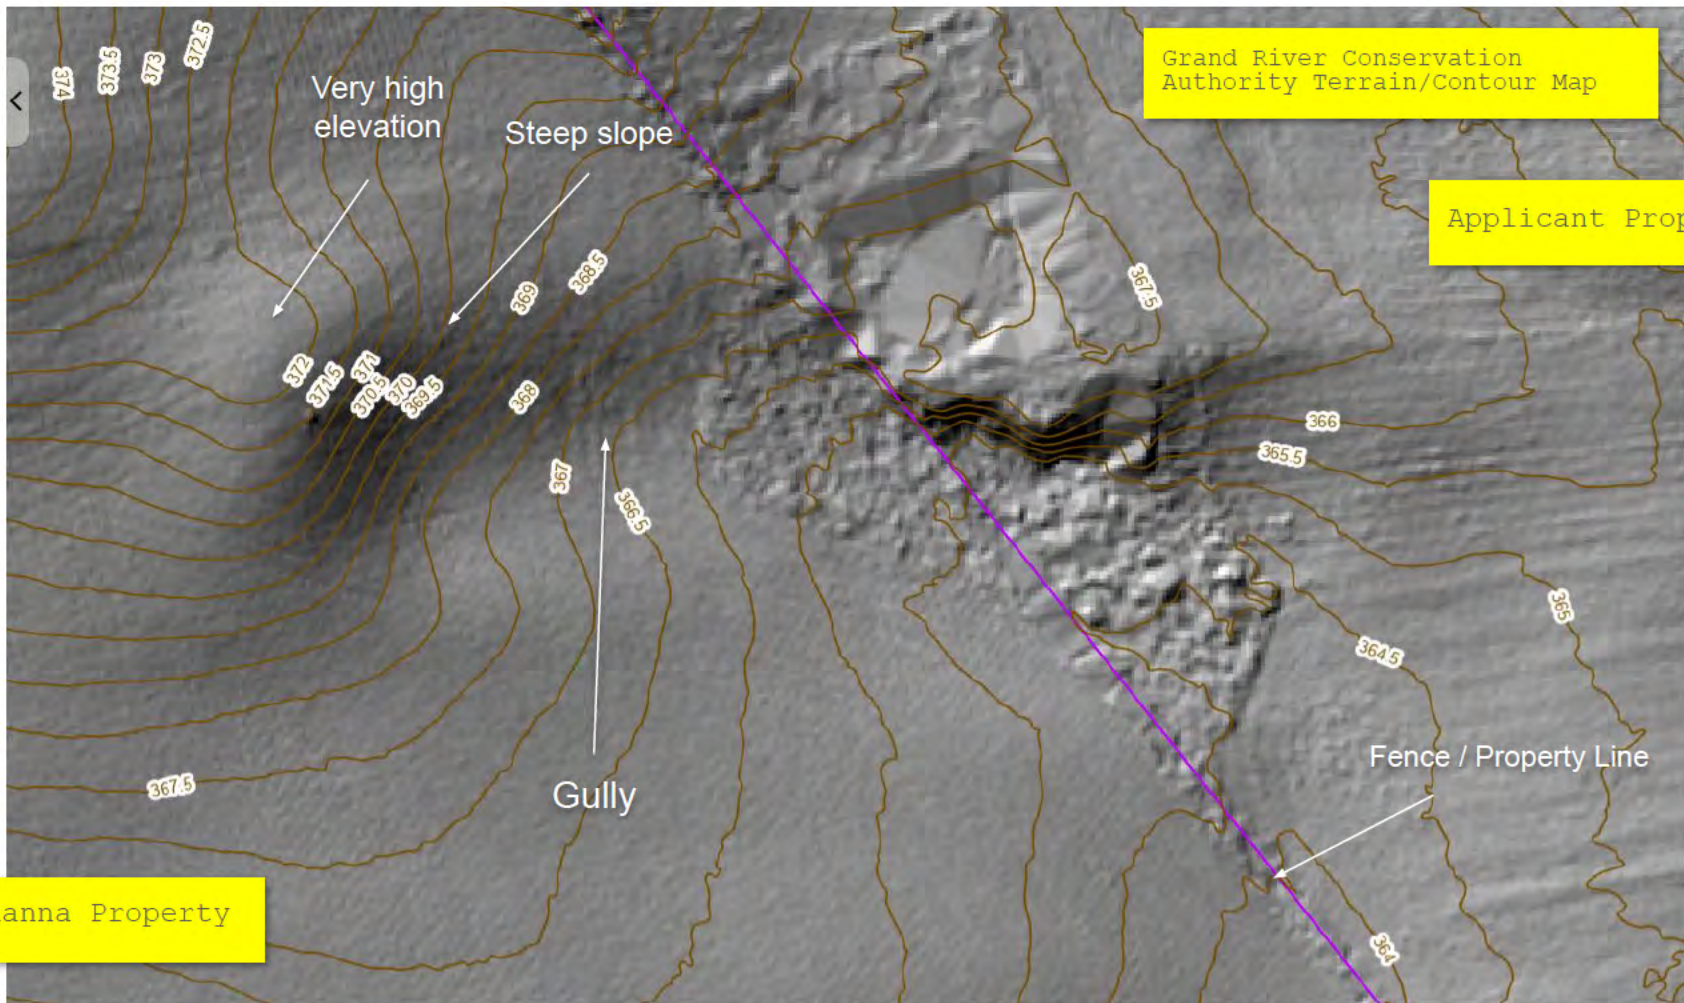 374
373.5
373
372.5
Very high
elevation
Steep slope
Grand River Conservation
Authority Terrain/Contour Map
Applicant Prop
369
368.5
367.5
372
371.5
371
370.5
370
369.5
368
366
365.5
367
366.5
365
364.5
Fence / Property Line
367.5
Gully
anna Property
364